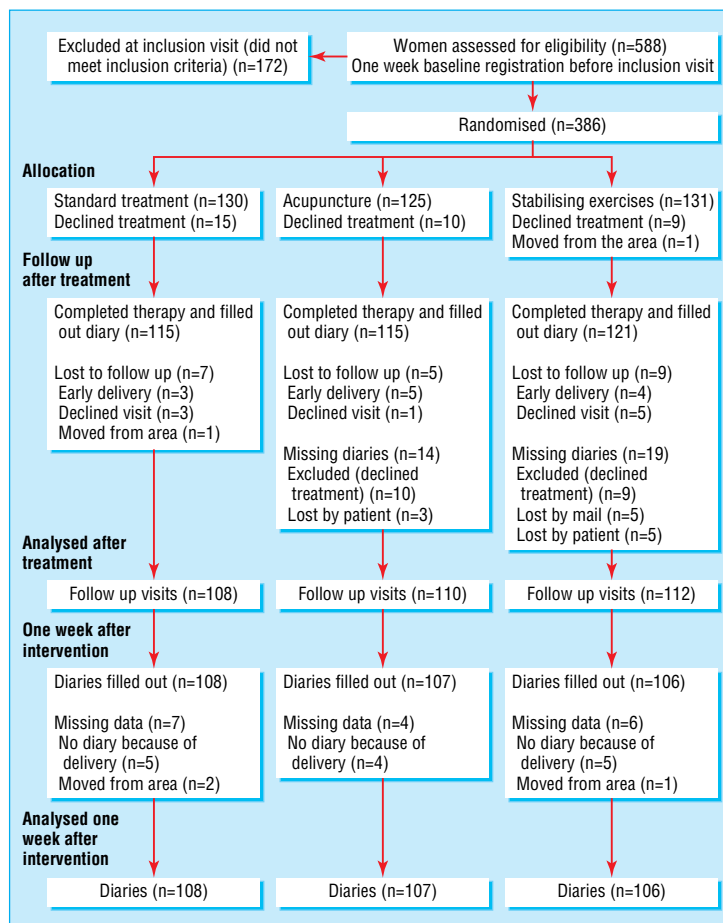 Excluded at inclusion visit (did not
meet inclusion criteria) (n=172)
Women assessed for eligibility (n=588)
One week baseline registration before inclusion visit
Randomised (n=386)
Allocation
Standard treatment (n=130)
Declined treatment (n=15)
Acupuncture (n=125)
Declined treatment (n=10)
Stabilising exercises (n=131)
Declined treatment (n=9)
Moved from the area (n=1)
Follow up
after treatment
Completed therapy and filled
out diary (n=115)
Lost to follow up (n=7)
Early delivery (n=3)
Declined visit (n=3)
Moved from area (n=1)
Completed therapy and filled
out diary (n=115)
Lost to follow up (n=5)
Early delivery (n=5)
Declined visit (n=1)
Missing diaries (n=14)
Excluded (declined
treatment) (n=10)
Lost by patient (n=3)
Completed therapy and filled
out diary (n=121)
Lost to follow up (n=9)
Early delivery (n=4)
Declined visit (n=5)
Missing diaries (n=19)
Excluded (declined
treatment) (n=9)
Lost by mail (n=5)
Lost by patient (n=5)
Analysed after
treatment
Follow up visits (n=108)
Follow up visits (n=110)
Follow up visits (n=112)
One week after
intervention
Diaries filled out (n=108)
Missing data (n=7)
No diary because of
delivery (n=5)
Moved from area (n=2)
Diaries filled out (n=107)
Missing data (n=4)
No diary because of
delivery (n=4)
Diaries filled out (n=106)
Missing data (n=6)
No diary because of
delivery (n=5)
Moved from area (n=1)
Analysed one
week after
intervention
Diaries (n=108)
Diaries (n=107)
Diaries (n=106)